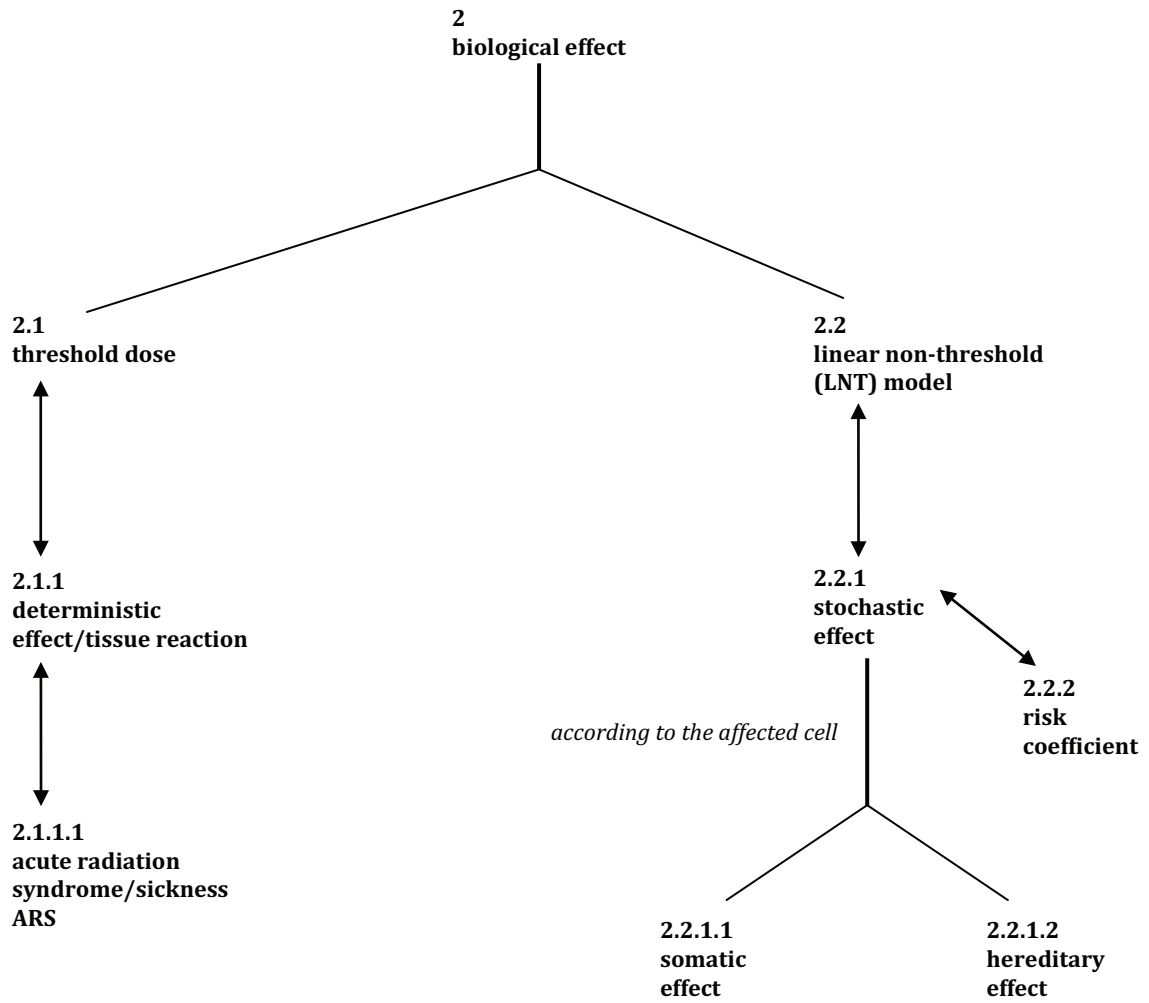 2
biological effect
2.1
threshold dose
2.2
linear non-threshold
(LNT) model
2.1.1
deterministic
effect/tissue reaction
2.2.1
stochastic
effect
2.2.2
risk
coefficient
according to the affected cell
2.1.1.1
acute radiation
syndrome/sickness
ARS
2.2.1.1
somatic
effect
2.2.1.2
hereditary
effect